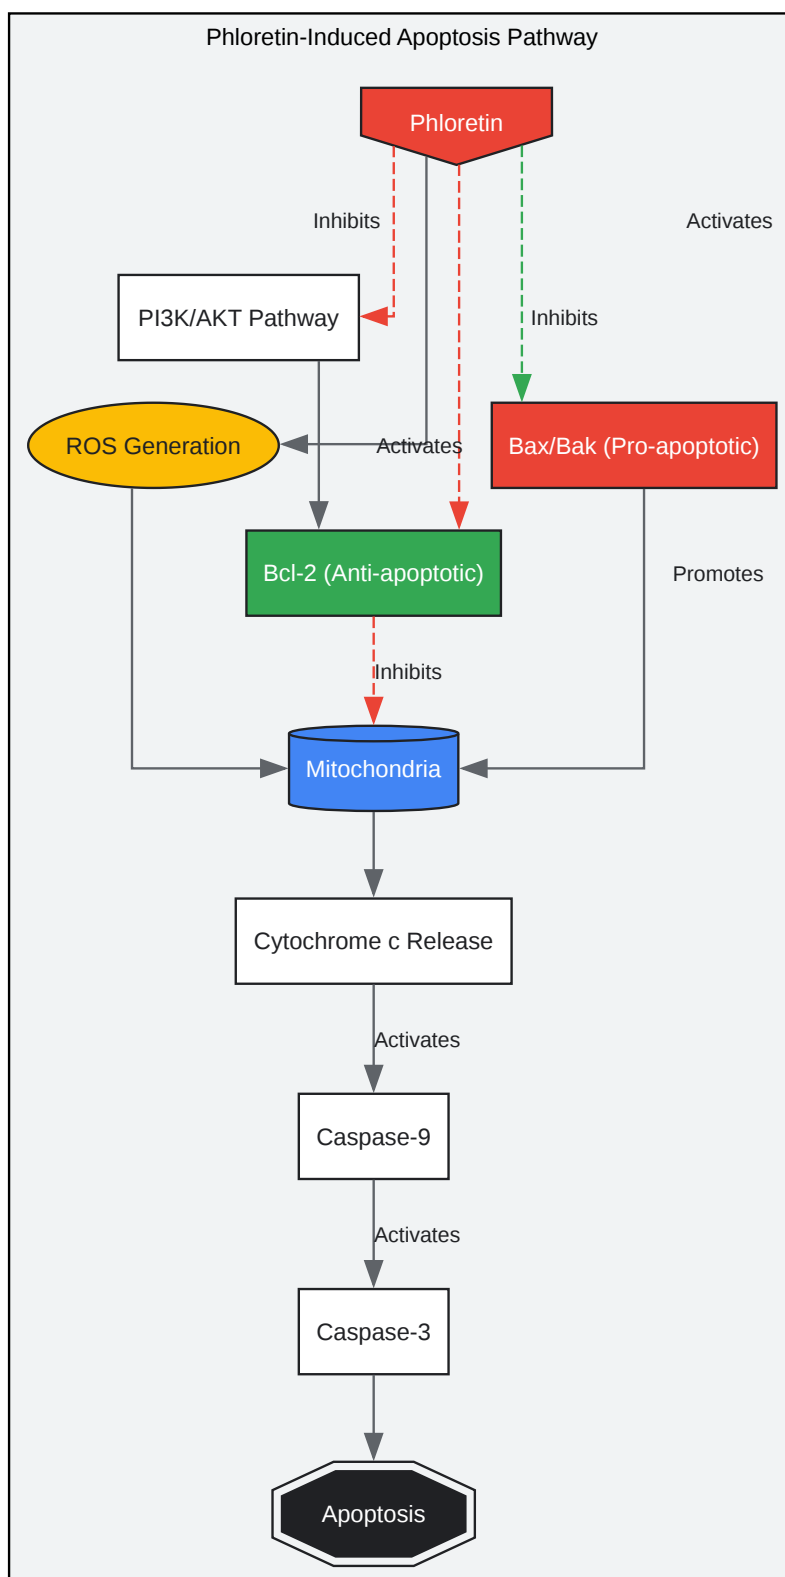 Phloretin-Induced Apoptosis Pathway
Phloretin
Inhibits
Activates
PI3K/AKT Pathway
Inhibits
ROS Generation
Activates
Bax/Bak (Pro-apoptotic)
Bcl-2 (Anti-apoptotic)
Promotes
Inhibits
Mitochondria
Cytochrome c Release
Activates
Caspase-9
Activates
Caspase-3
Apoptosis